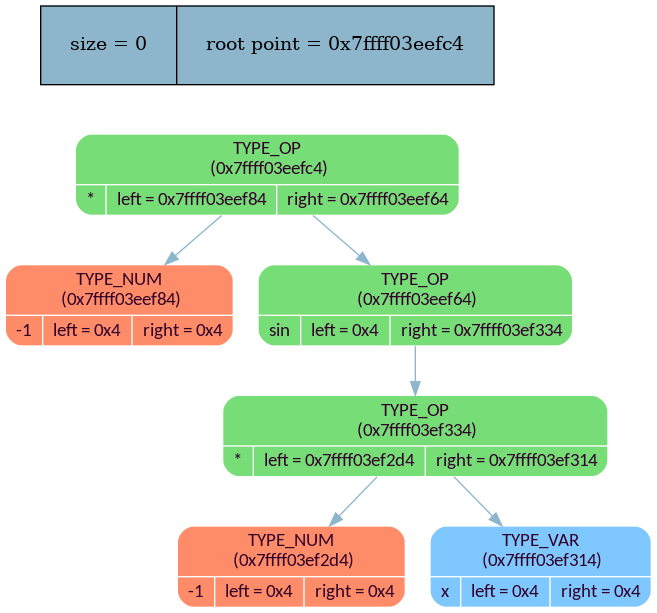 size = 0 root point = 0x7ffff03eefc4
TYPE_OP
(0x7ffff03eefc4)
* left = 0x7ffff03eef84 right = 0x7ffff03eef64
TYPE_NUM
(0x7ffff03eef84)
-1 left = 0x4 right = 0x4
TYPE_OP
(0x7ffff03eef64)
sin left = 0x4 right = 0x7ffff03ef334
TYPE_OP
(0x7ffff03ef334)
* left = 0x7ffff03ef2d4 right = 0x7ffff03ef314
TYPE_NUM
(0x7ffff03ef2d4)
-1 left = 0x4 right = 0x4
TYPE_VAR
(0x7ffff03ef314)
x left = 0x4 right = 0x4